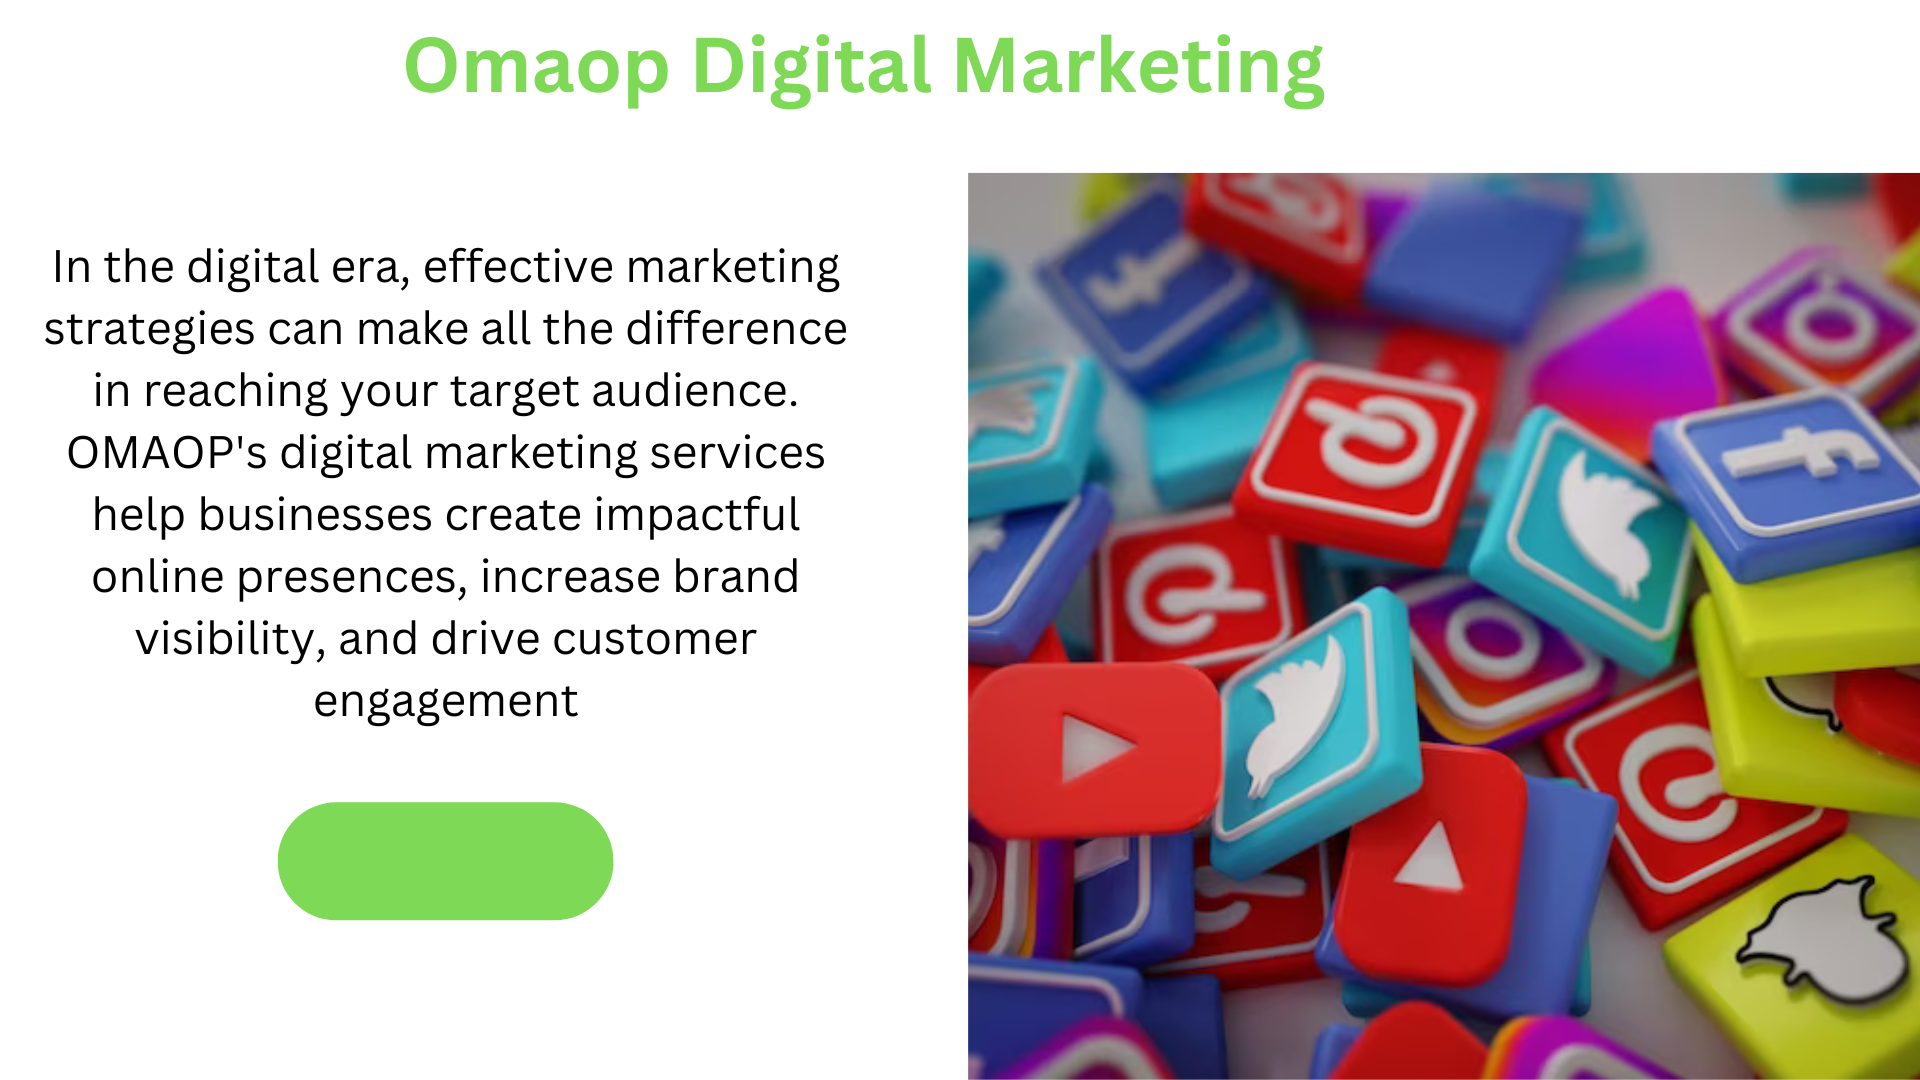 Omaop Digital Marketing
In the digital era, effective marketing
strategies can make all the difference
in reaching your target audience.
OMAOP's digital marketing services
help businesses create impactful
online presences, increase brand
visibility, and drive customer
engagement